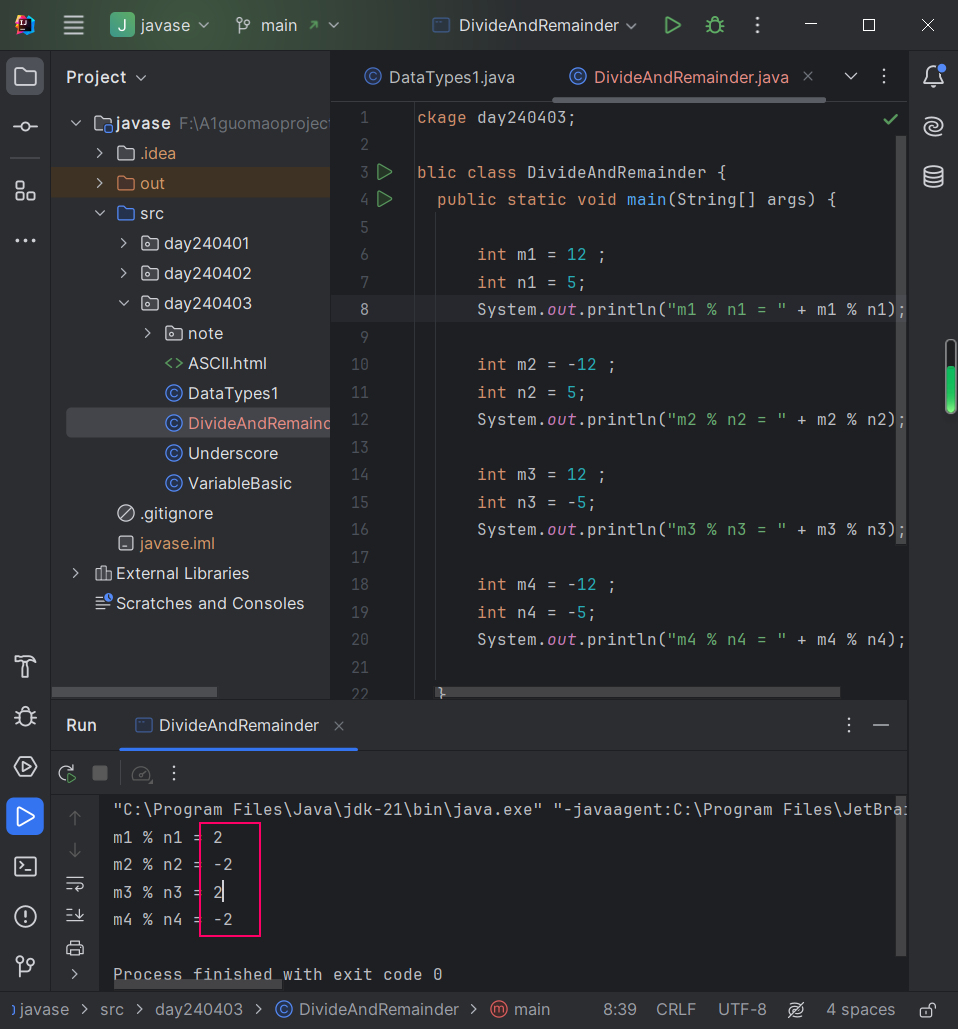 J javase main DivideAndRemainder
Project
DataTypes1.java DivideAndRemainder.java
javase F:\A1guomaoproject
.idea
out
src
day240401
day240402
day240403
note
<> ASCII.html
C DataTypes1
C DivideAndRemaind
C Underscore
C VariableBasic
.gitignore
javase.iml
External Libraries
Scratches and Consoles
1 ckage day240403;
2
3 blic class DivideAndRemainder {
4 public static void main(String[] args) {
5
6 int m1 = 12 ;
7 int n1 = 5;
8 System.out.println("m1 % n1 = " + m1 % n1);
9
10 int m2 = -12 ;
11 int n2 = 5;
12 System.out.println("m2 % n2 = " + m2 % n2);
13
14 int m3 = 12 ;
15 int n3 = -5;
16 System.out.println("m3 % n3 = " + m3 % n3);
17
18 int m4 = -12 ;
19 int n4 = -5;
20 System.out.println("m4 % n4 = " + m4 % n4);
21
22 }
Run DivideAndRemainder
"C:\Program Files\Java\jdk-21\bin\java.exe" "-javaagent:C:\Program Files\JetBra
m1 % n1 = 2
m2 % n2 = -2
m3 % n3 = 2
m4 % n4 = -2
Process finished with exit code 0
javase > src > day240403 > C DivideAndRemainder > m main 8:39 CRLF UTF-8 4 spaces